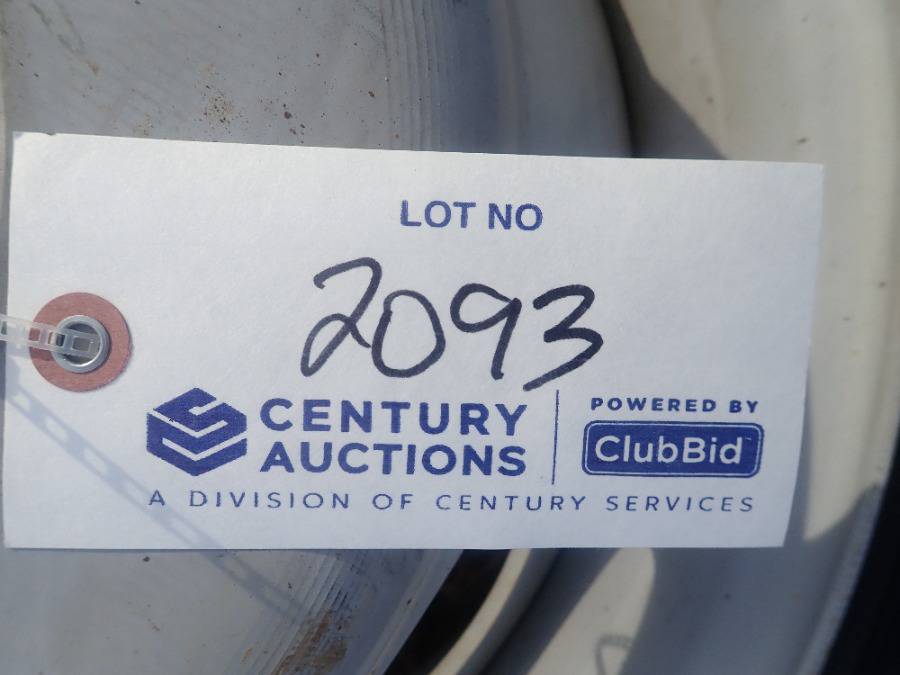 LOT NO
2093
CENTURY
AUCTIONS
POWERED BY
ClubBid
A DIVISION OF CENTURY SERVICES